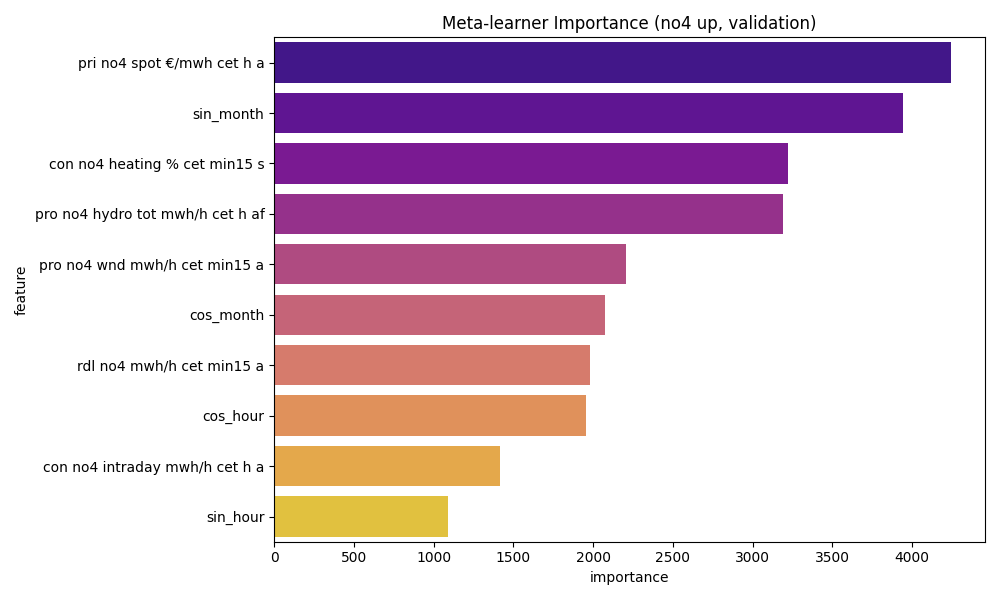 Meta-learner Importance (no4 up, validation)
pri no4 spot €/mwh cet h a
sin_month
con no4 heating % cet min15 s
pro no4 hydro tot mwh/h cet h af
pro no4 wnd mwh/h cet min15 a
cos_month
rdl no4 mwh/h cet min15 a
cos_hour
con no4 intraday mwh/h cet h a
sin_hour
feature
0 500 1000 1500 2000 2500 3000 3500 4000
importance